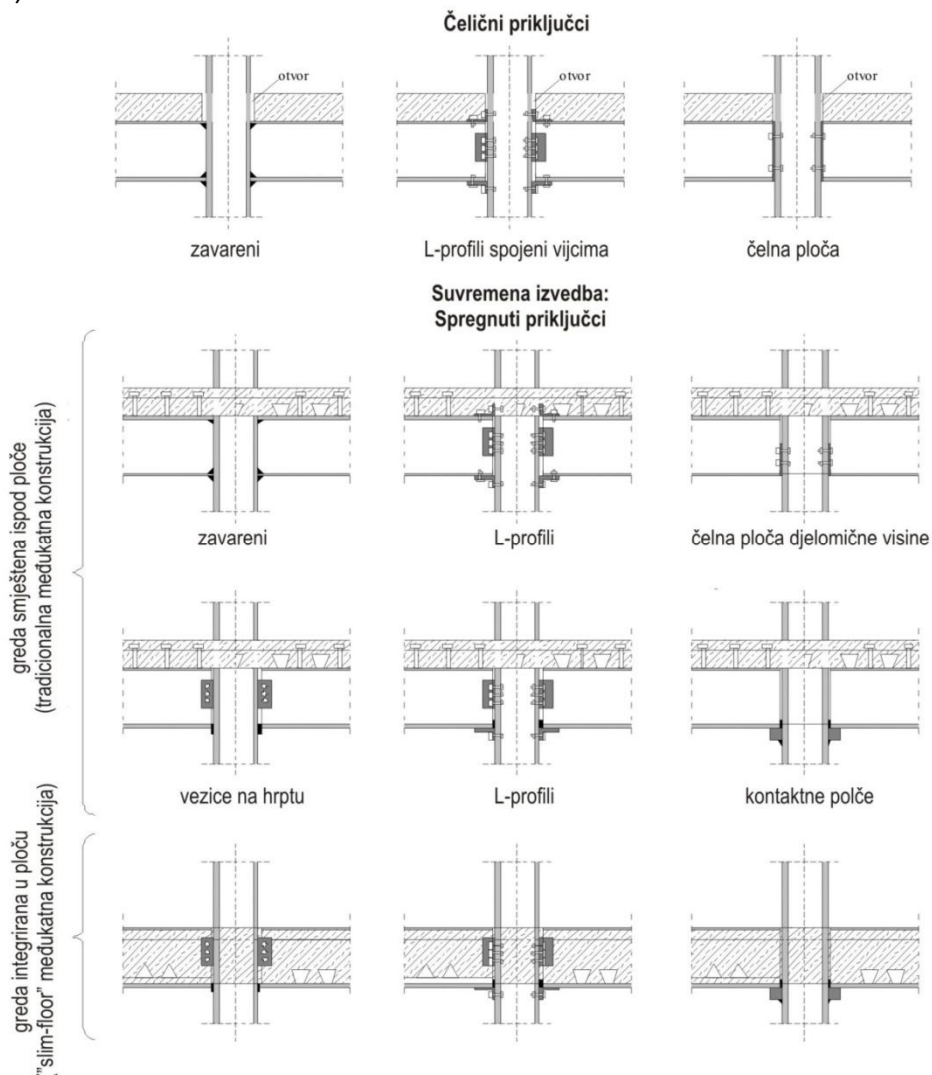 Čelični priključci
otvor
otvor
otvor
zavareni
L-profili spojeni vijcima
čelna ploča
Suvremena izvedba:
Spregnuti priključci
greda smještena ispod ploče
(tradicionalna međukatna konstrukcija)
zavareni
L-profili
čelna ploča djelomične visine
vezice na hrptu
L-profili
kontaktne polče
greda integrirana u ploču
("slim-floor" međukatna konstrukcija)